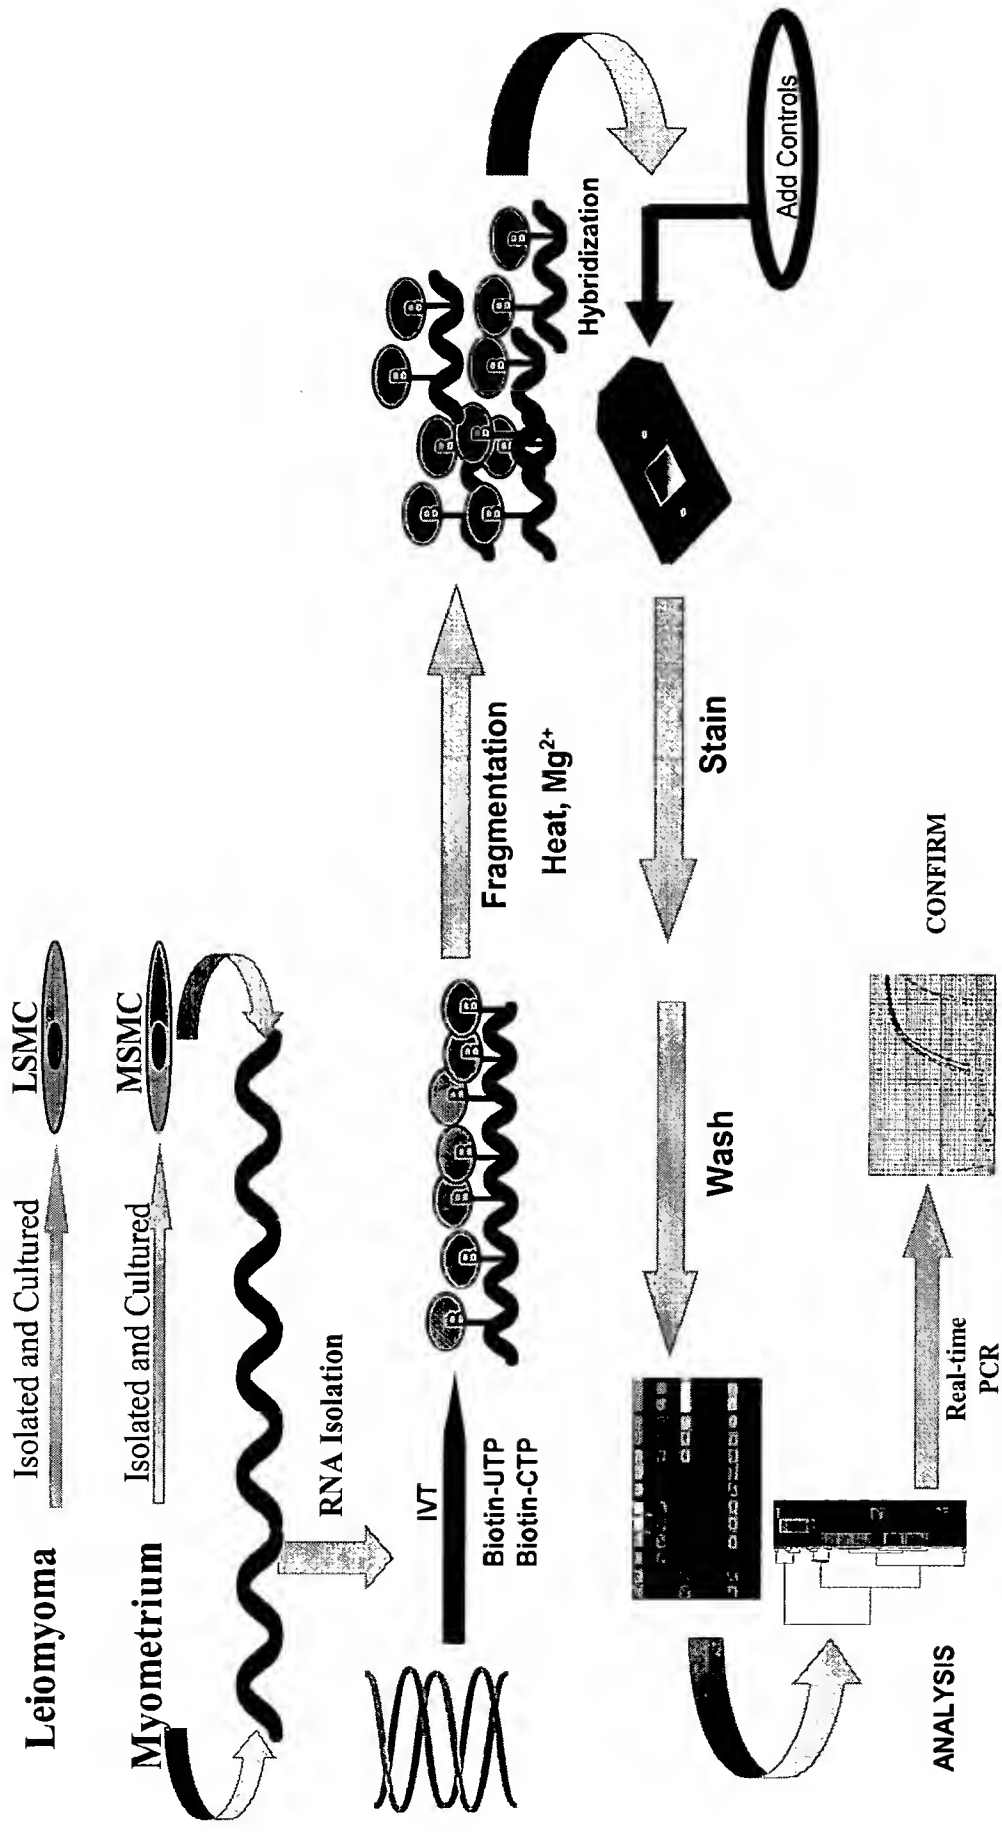 Leiomyoma
Isolated and Cultured
LSMC
Myometrium
Isolated and Cultured
MSMC
RNA Isolation
IVT
Biotin-UTP
Biotin-CTP
B
B
B
B
B
B
B
Fragmentation
Heat, Mg²⁺
B
B
B
B
B
B
B
B
B
B
Hybridization
Add Controls
Stain
Wash
ANALYSIS
Real-time
PCR
CONFIRM